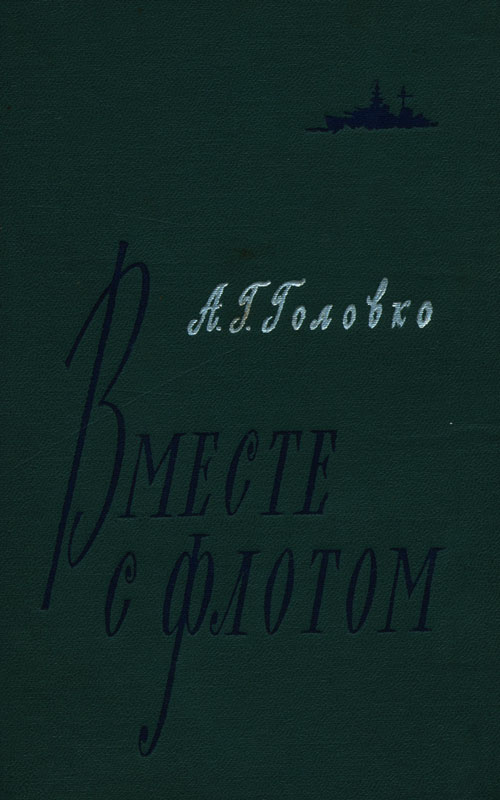 А.Г. Головко
Вместе
с флотом